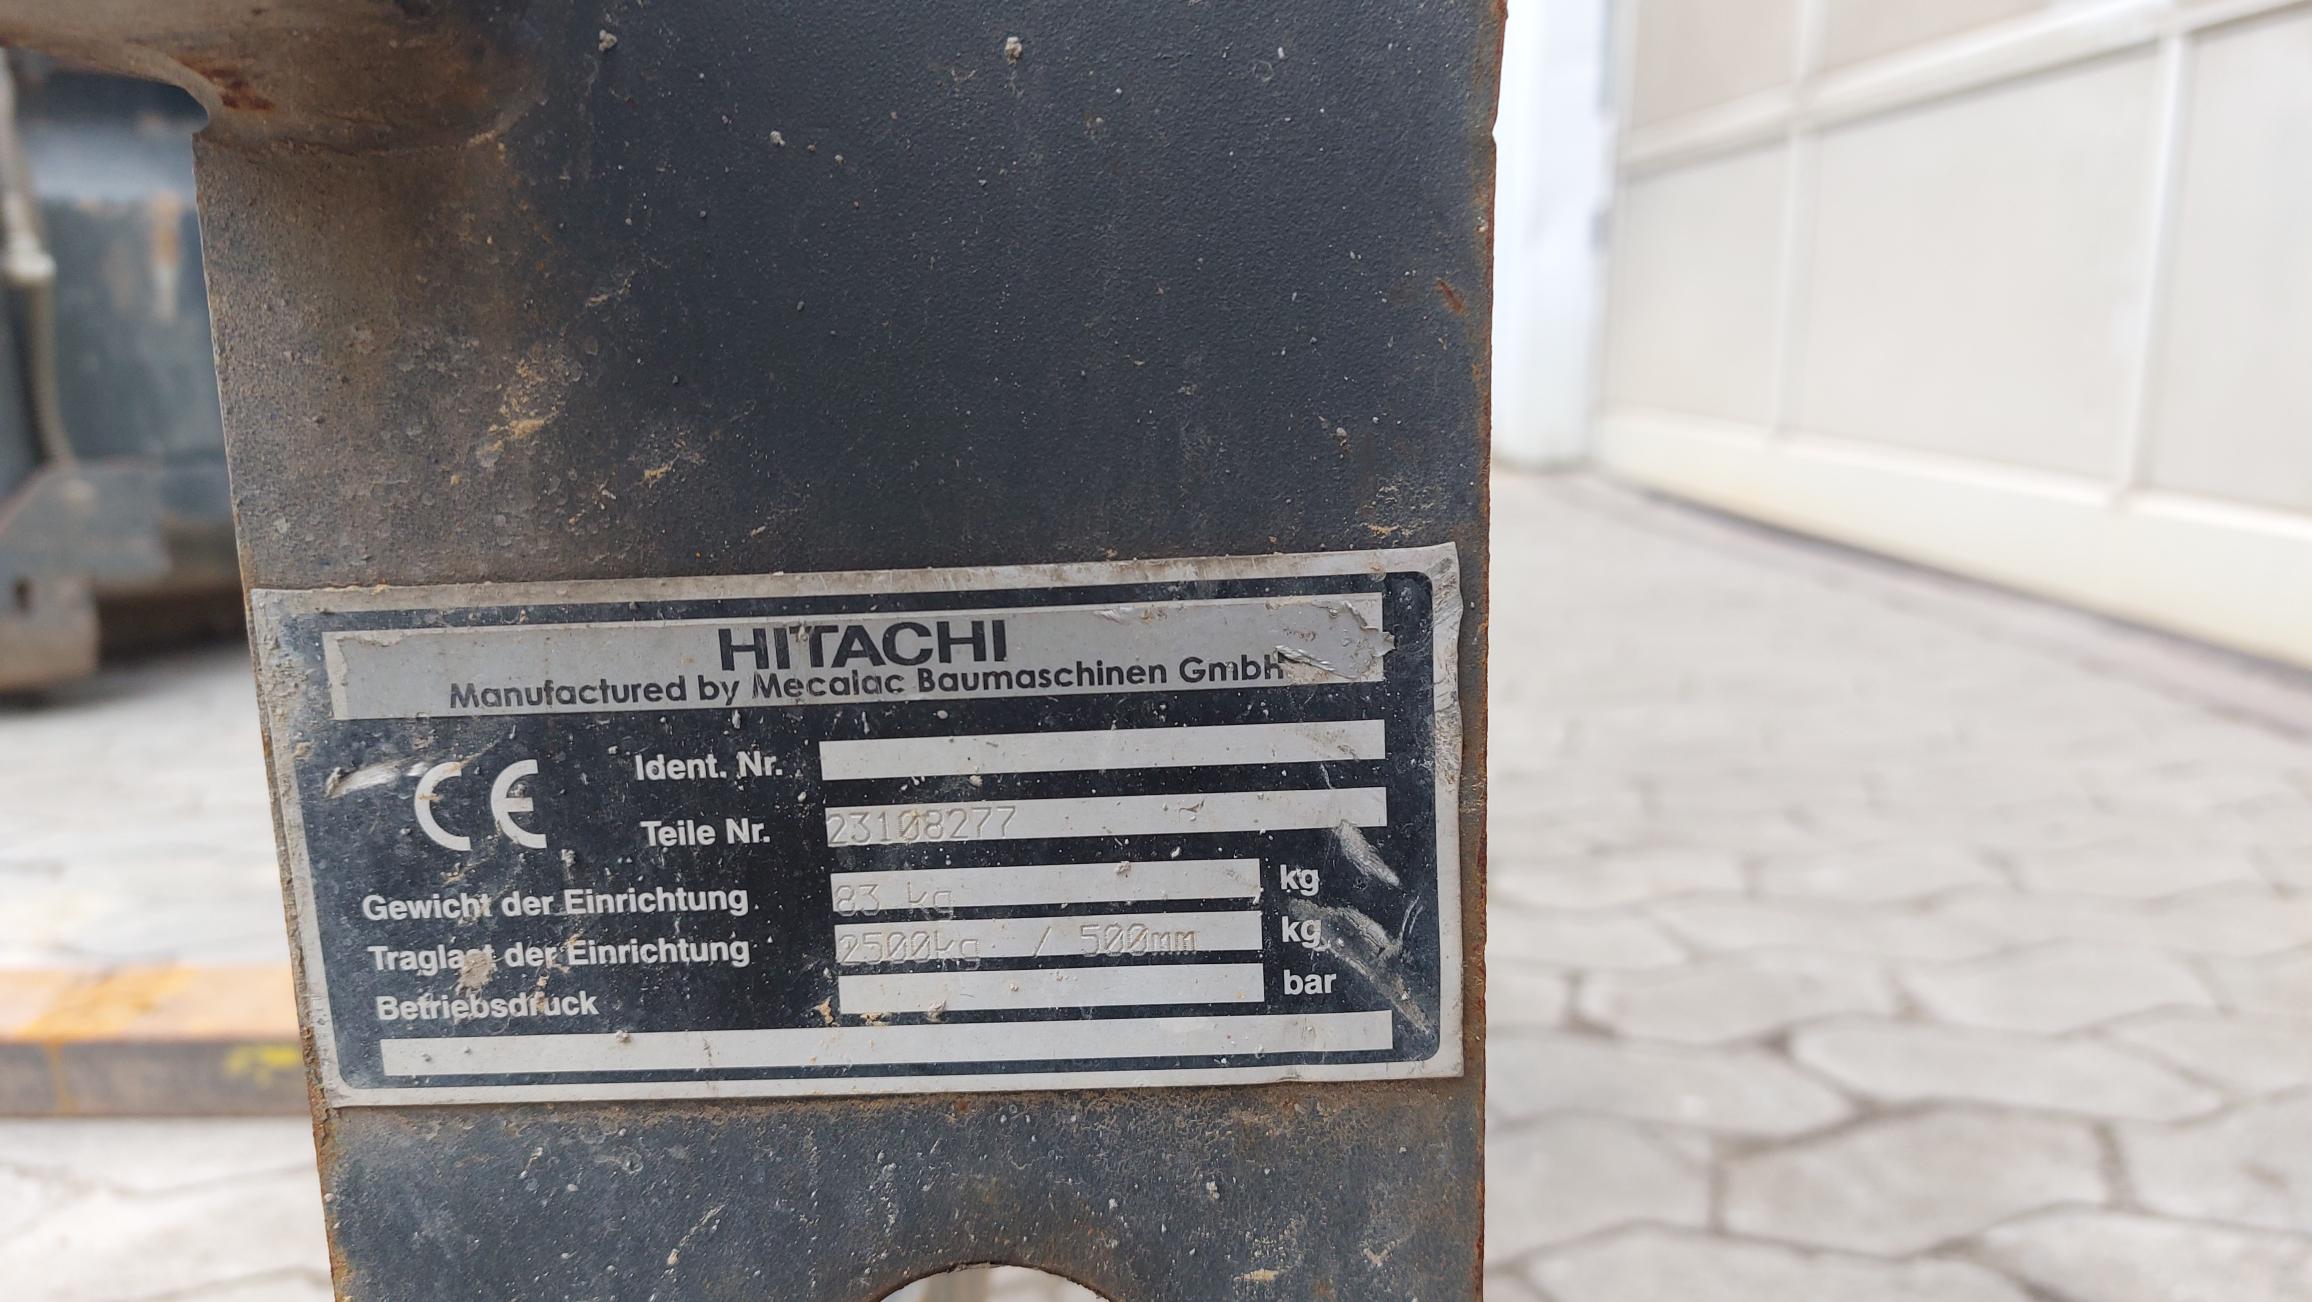 HITACHI
Manufactured by Mecalac Baumaschinen GmbH
CE
Ident. Nr.
Teile Nr. 23108277
Gewicht der Einrichtung 83 kg kg
Traglast der Einrichtung 2500kg / 500mm kg
Betriebsdruck bar